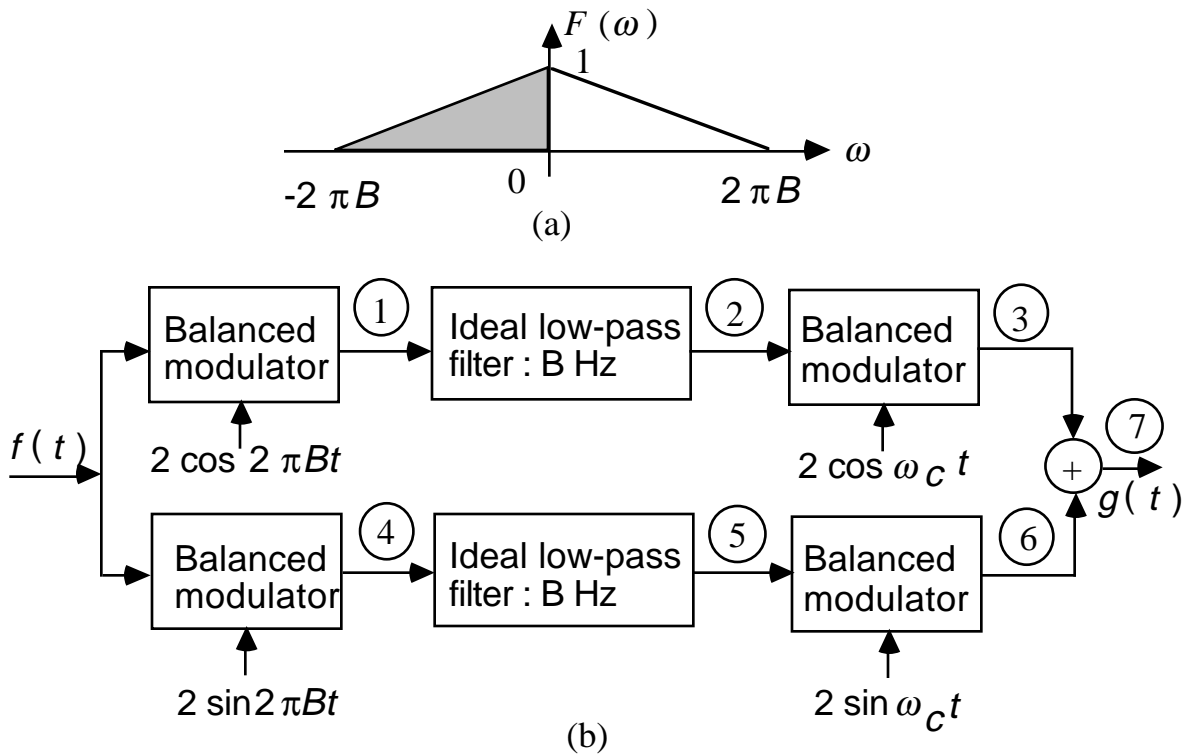 F (ω)
1
ω
-2 πB
0
2 πB
(a)
1
2
3
Balanced
modulator
Ideal low-pass
filter : B Hz
Balanced
modulator
f( t )
2 cos 2 πBt
2 cos ω_c t
7
+
g( t )
4
5
6
Balanced
modulator
Ideal low-pass
filter : B Hz
Balanced
modulator
2 sin2 πBt
2 sin ω_c t
(b)